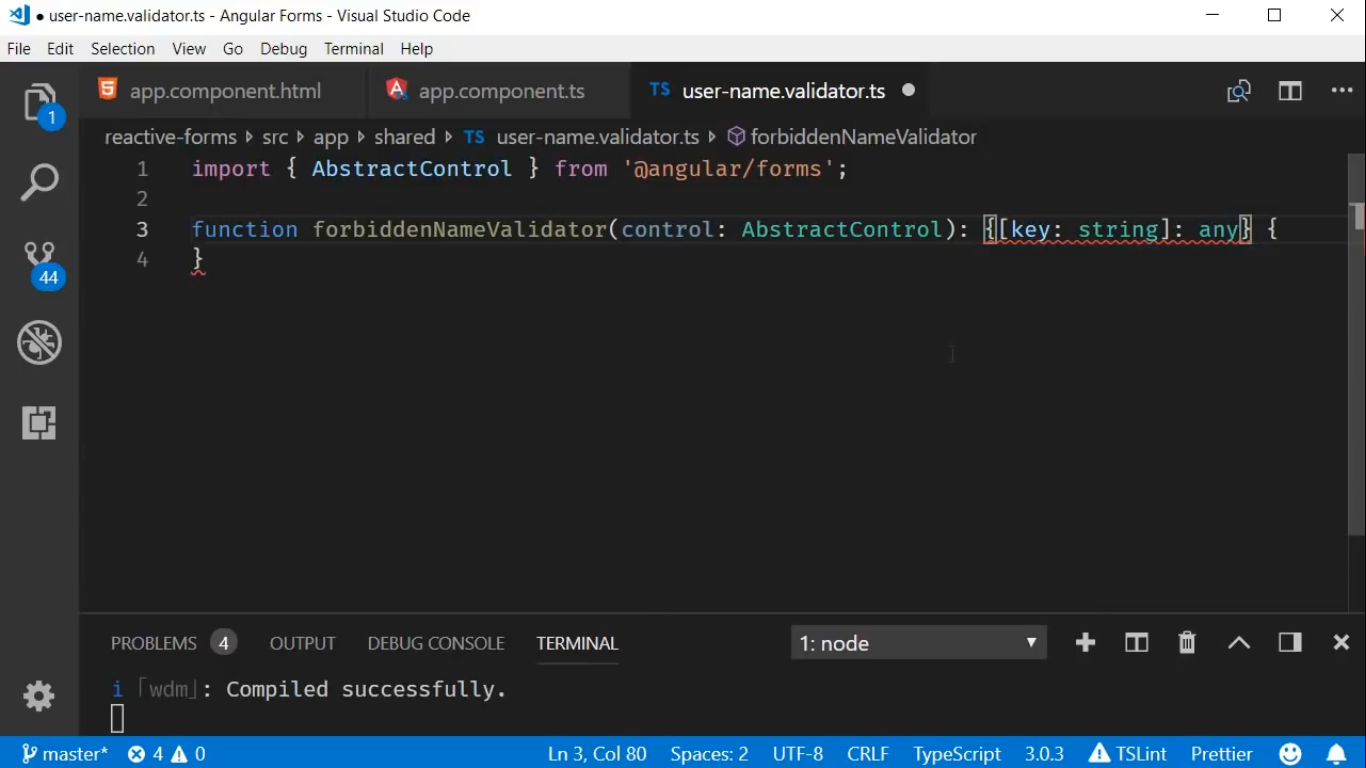 ● user-name.validator.ts - Angular Forms - Visual Studio Code
File Edit Selection View Go Debug Terminal Help
app.component.html app.component.ts TS user-name.validator.ts ●
1
reactive-forms src app shared TS user-name.validator.ts forbiddenNameValidator
1 import { AbstractControl } from '@angular/forms';
2
3 function forbiddenNameValidator(control: AbstractControl): {[key: string]: any} {
4 }
44
PROBLEMS 4 OUTPUT DEBUG CONSOLE TERMINAL 1: node
i 「wdm」: Compiled successfully.
master* 4 0 Ln 3, Col 80 Spaces: 2 UTF-8 CRLF TypeScript 3.0.3 TSLint Prettier